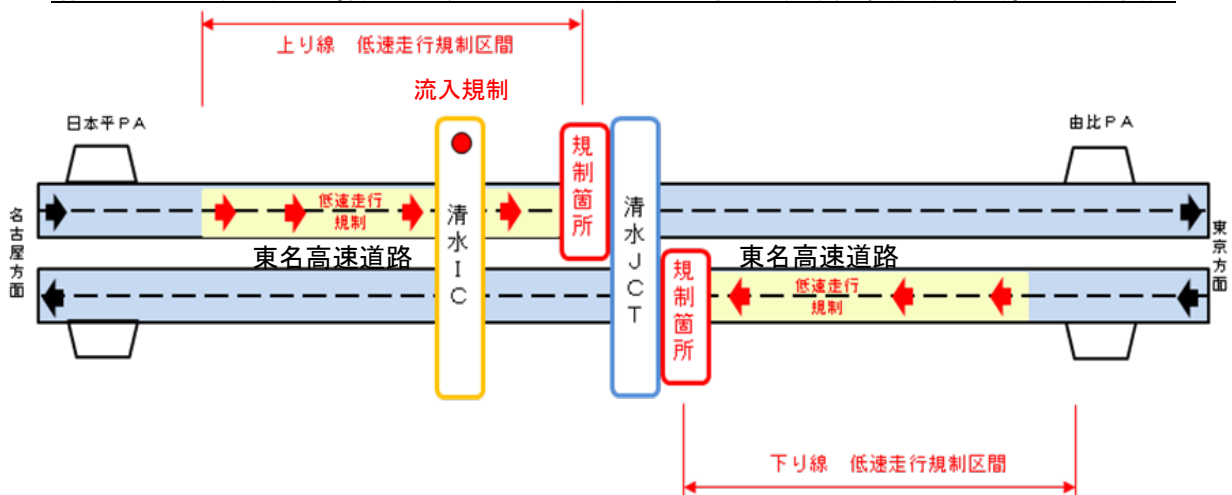 上り線　低速走行規制区間
流入規制
日本平PA
由比PA
規制箇所
清水IC
清水JCT
低速走行
規制
名古屋方面
東京方面
東名高速道路
東名高速道路
規制箇所
低速走行
規制
下り線　低速走行規制区間